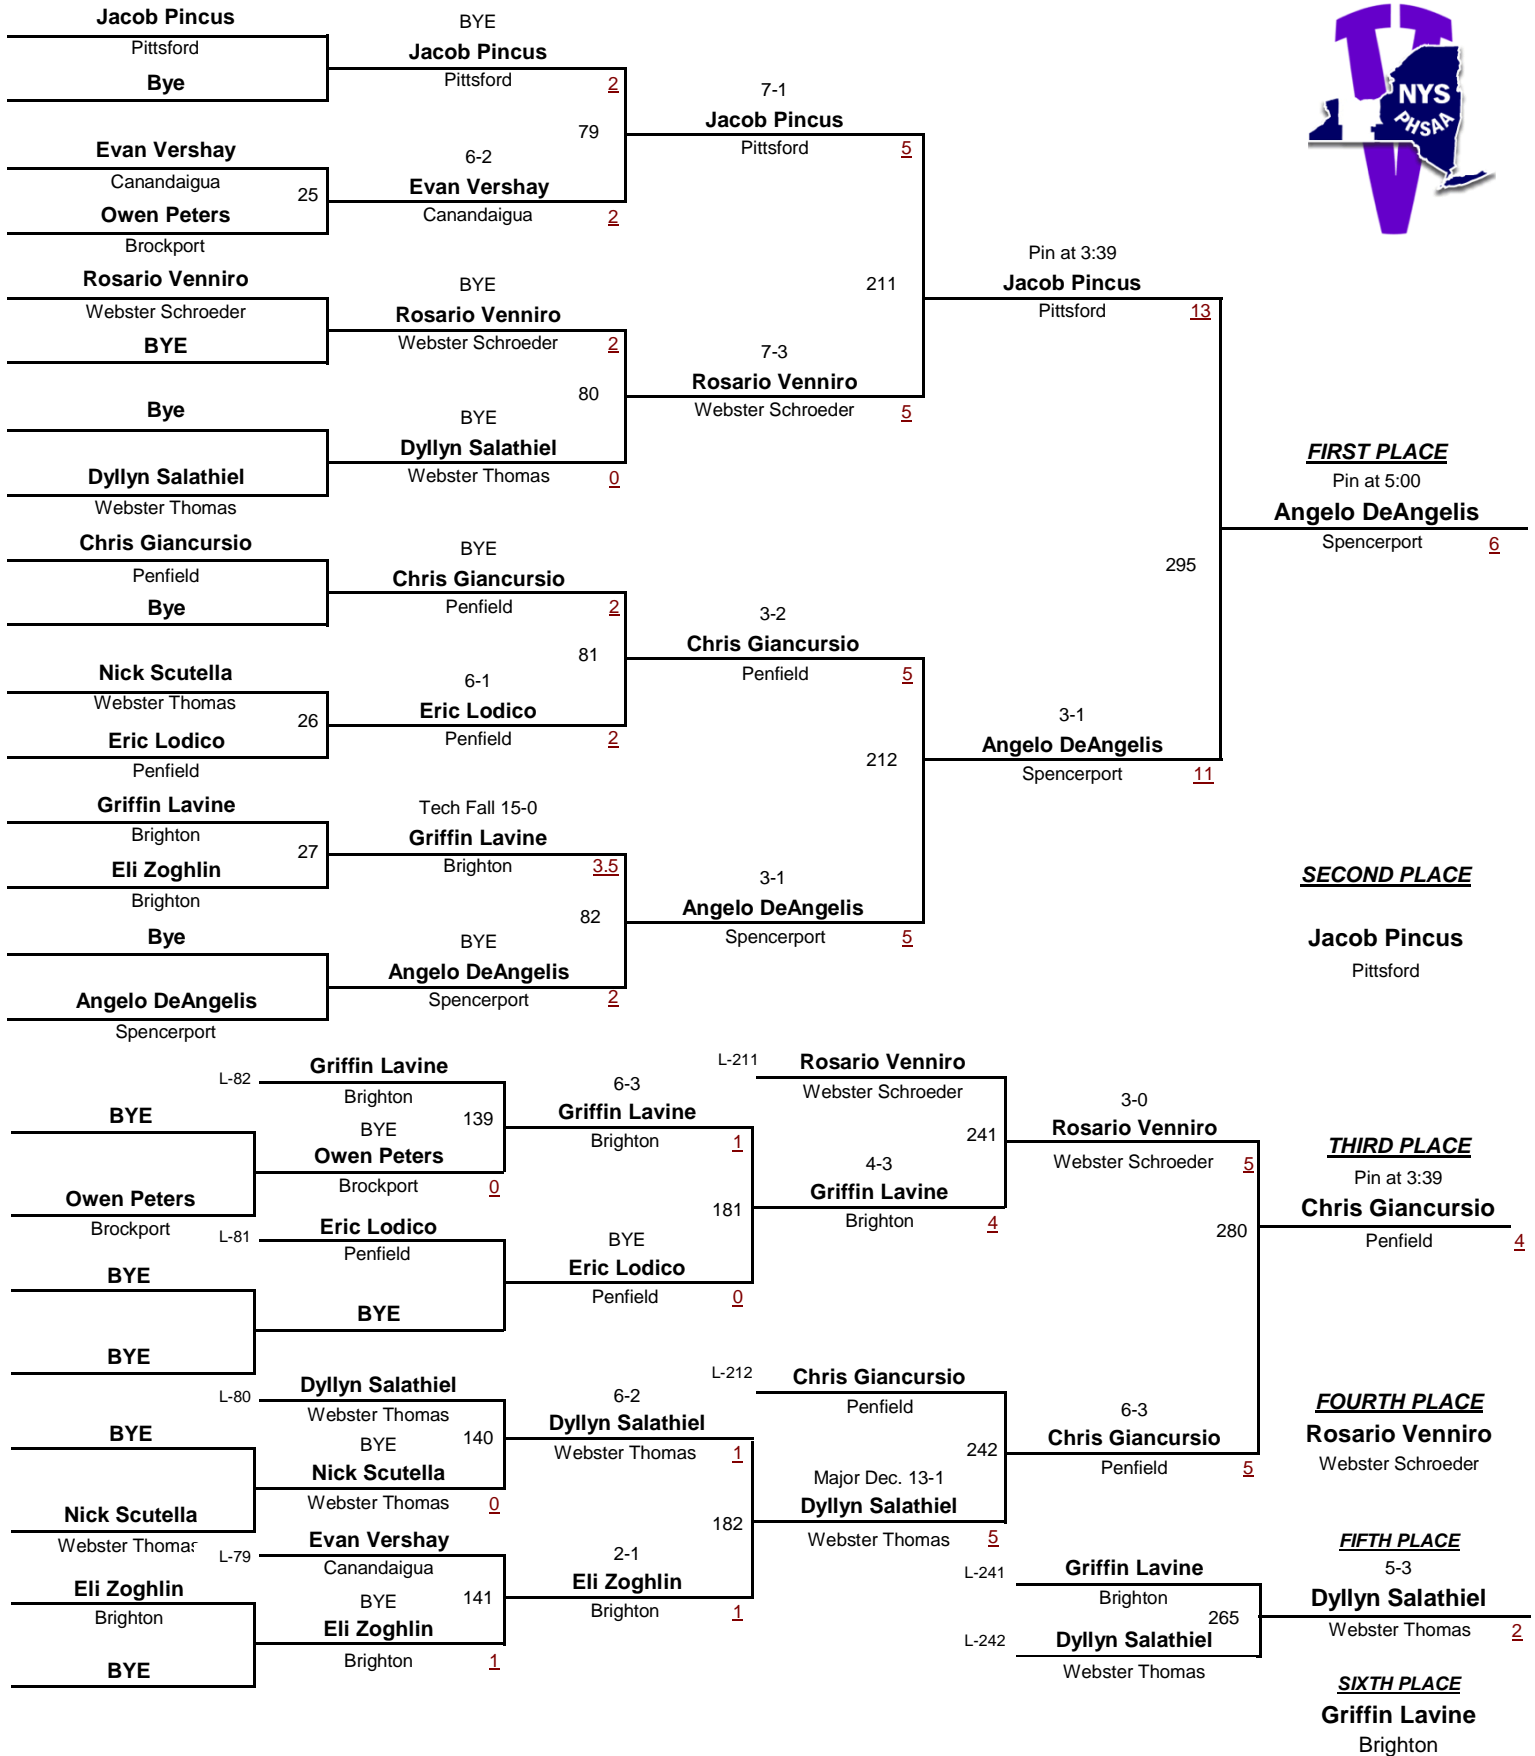 Jacob Pincus
Pittsford
Bye
Evan Vershay
Canandaigua
25
Owen Peters
Brockport
Rosario Venniro
Webster Schroeder
BYE
Bye
Dyllyn Salathiel
Webster Thomas
Chris Giancursio
Penfield
Bye
Nick Scutella
Webster Thomas
26
Eric Lodico
Penfield
Griffin Lavine
Brighton
27
Eli Zoghlin
Brighton
Bye
Angelo DeAngelis
Spencerport
BYE
Jacob Pincus
Pittsford 2
79
6-2
Evan Vershay
Canandaigua 2
BYE
Rosario Venniro
Webster Schroeder 2
80
BYE
Dyllyn Salathiel
Webster Thomas 0
BYE
Chris Giancursio
Penfield 2
81
6-1
Eric Lodico
Penfield 2
Tech Fall 15-0
Griffin Lavine
Brighton 3.5
82
BYE
Angelo DeAngelis
Spencerport 2
7-1
Jacob Pincus
Pittsford 5
211
7-3
Rosario Venniro
Webster Schroeder 5
3-2
Chris Giancursio
Penfield 5
212
3-1
Angelo DeAngelis
Spencerport 5
Pin at 3:39
Jacob Pincus
Pittsford 13
295
3-1
Angelo DeAngelis
Spencerport 11
NYS
PHSAA
FIRST PLACE
Pin at 5:00
Angelo DeAngelis
Spencerport 6
SECOND PLACE
Jacob Pincus
Pittsford
BYE
Owen Peters
Brockport
BYE
BYE
BYE
Nick Scutella
Webster Thomas
Eli Zoghlin
Brighton
BYE
L-82 Griffin Lavine
Brighton
139
BYE
Owen Peters
Brockport 0
L-81 Eric Lodico
Penfield
BYE
L-80 Dyllyn Salathiel
Webster Thomas
140
BYE
Nick Scutella
Webster Thomas 0
L-79 Evan Vershay
Canandaigua
141
BYE
Eli Zoghlin
Brighton 1
6-3
Griffin Lavine
Brighton 1
181
BYE
Eric Lodico
Penfield 0
6-2
Dyllyn Salathiel
Webster Thomas 1
182
2-1
Eli Zoghlin
Brighton 1
L-211 Rosario Venniro
Webster Schroeder
241
4-3
Griffin Lavine
Brighton 4
L-212 Chris Giancursio
Penfield
242
Major Dec. 13-1
Dyllyn Salathiel
Webster Thomas 5
3-0
Rosario Venniro
Webster Schroeder 5
280
6-3
Chris Giancursio
Penfield 5
L-241 Griffin Lavine
Brighton
265
L-242 Dyllyn Salathiel
Webster Thomas
THIRD PLACE
Pin at 3:39
Chris Giancursio
Penfield 4
FOURTH PLACE
Rosario Venniro
Webster Schroeder
FIFTH PLACE
5-3
Dyllyn Salathiel
Webster Thomas 2
SIXTH PLACE
Griffin Lavine
Brighton